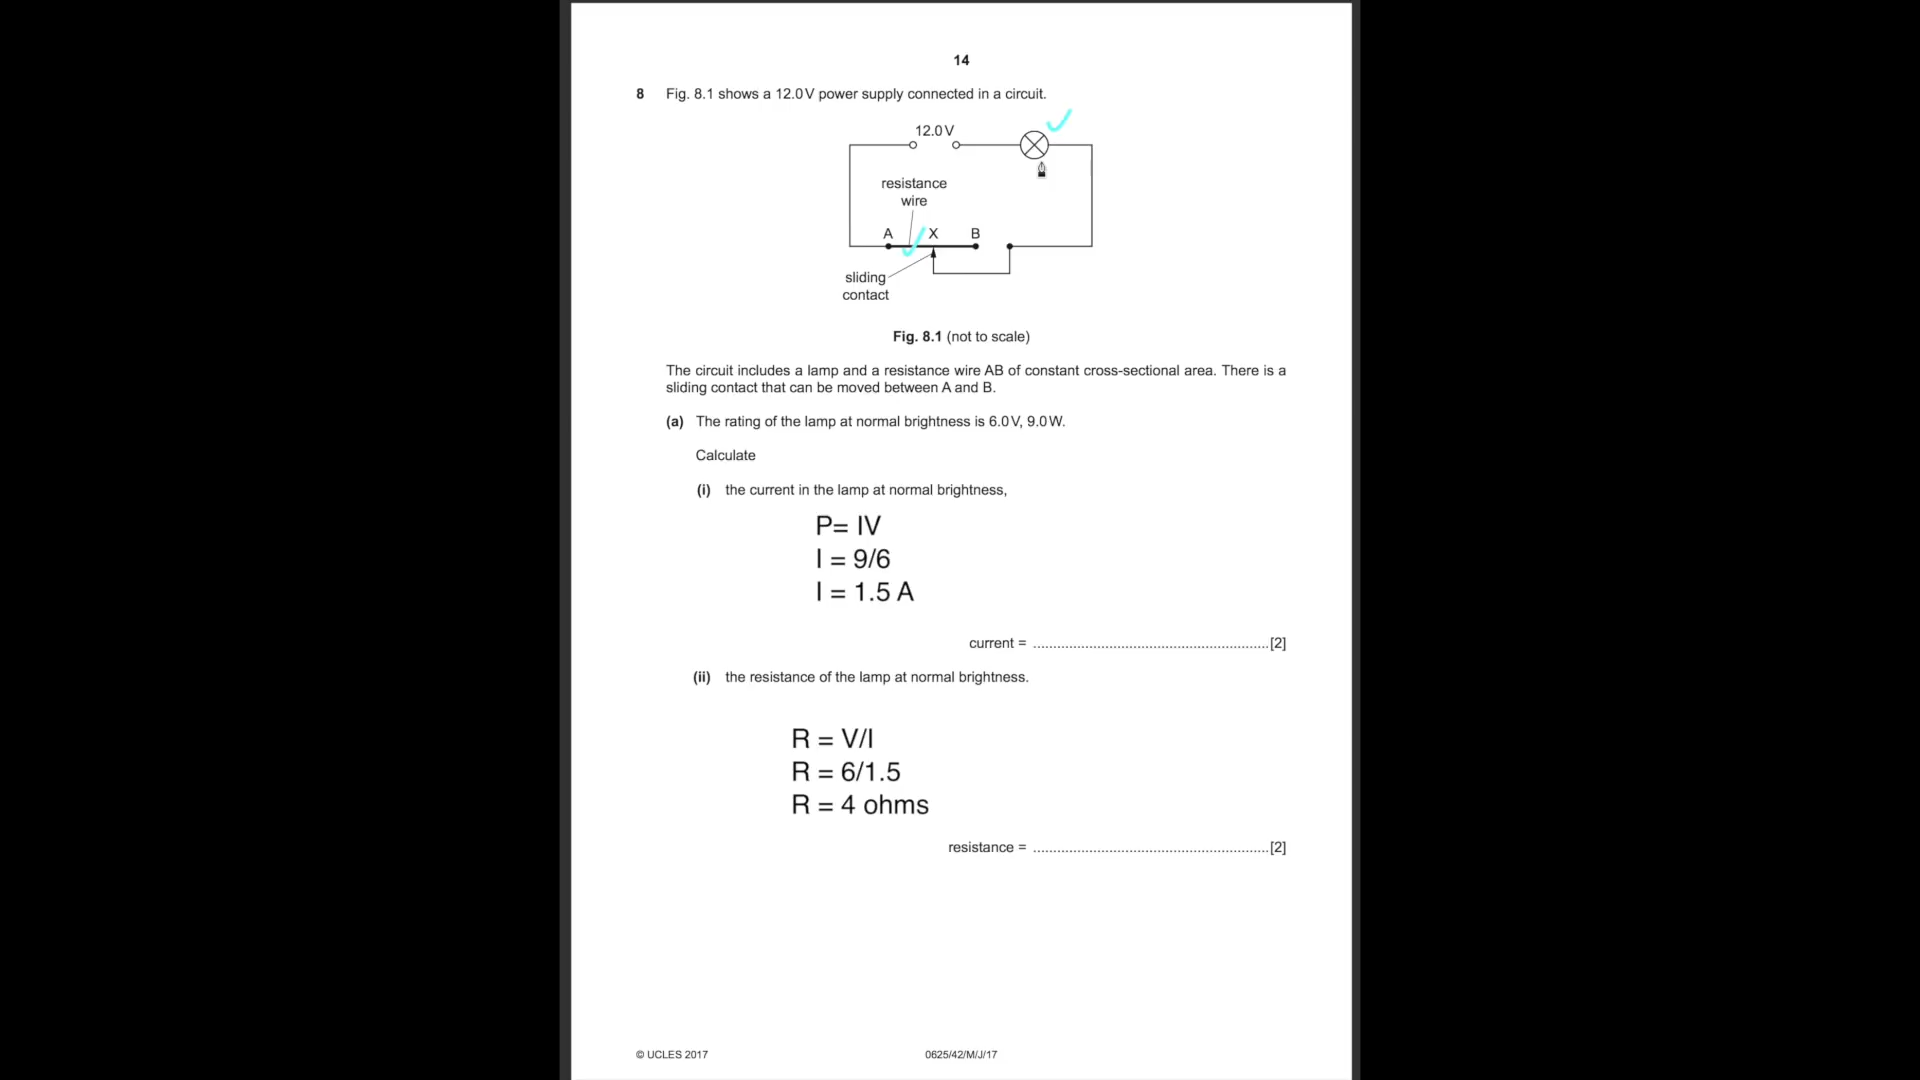 14
8 Fig. 8.1 shows a 12.0V power supply connected in a circuit.
12.0V
resistance
wire
A X B
sliding
contact
Fig. 8.1 (not to scale)
The circuit includes a lamp and a resistance wire AB of constant cross-sectional area. There is a
sliding contact that can be moved between A and B.
(a) The rating of the lamp at normal brightness is 6.0V, 9.0W.
Calculate
(i) the current in the lamp at normal brightness,
P= IV
I = 9/6
I = 1.5 A
current = .......................................................... [2]
(ii) the resistance of the lamp at normal brightness.
R = V/I
R = 6/1.5
R = 4 ohms
resistance = .......................................................... [2]
© UCLES 2017 0625/42/M/J/17